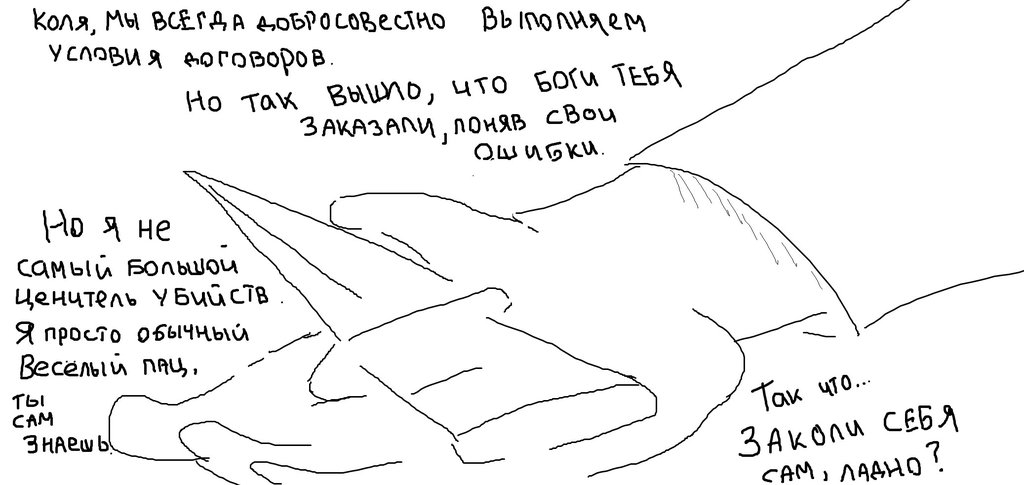 Коля, мы всегда добросовестно выполняем
условия договоров.
Но так вышло, что боги тебя
заказали, поняв свои
ошибки.
Но я не
самый большой
ценитель убийств.
Я просто обычный
весёлый пац,
ты
сам
знаешь.
Так что...
заколи себя
сам, ладно?